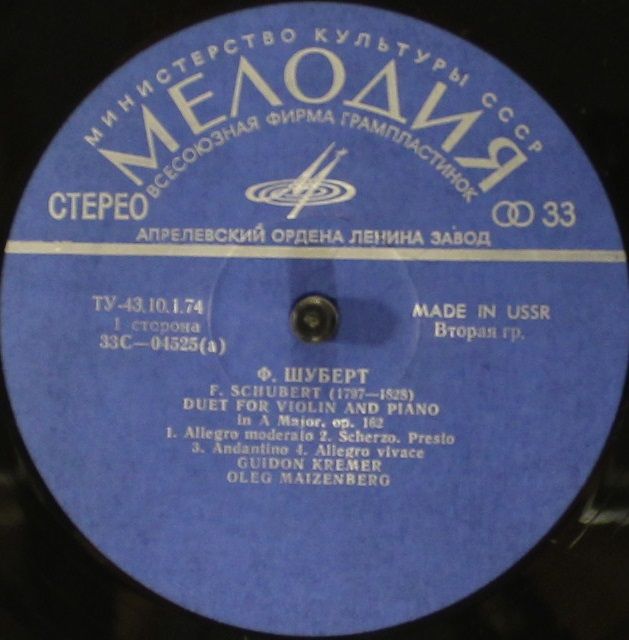 МИНИСТЕРСТВО КУЛЬТУРЫ СССР
МЕЛОДИЯ
ВСЕСОЮЗНАЯ ФИРМА ГРАМПЛАСТИНОК
СТЕРЕО
33
АПРЕЛЕВСКИЙ ОРДЕНА ЛЕНИНА ЗАВОД
ТУ-43.10.1.74
1 сторона
33С—04525(а)
MADE IN USSR
Вторая гр.
Ф. ШУБЕРТ
F. SCHUBERT (1797—1828)
DUET FOR VIOLIN AND PIANO
in A Major, op. 162
1. Allegro moderato 2. Scherzo. Presto
3. Andantino 4. Allegro vivace
GUIDON KREMER
OLEG MAIZENBERG